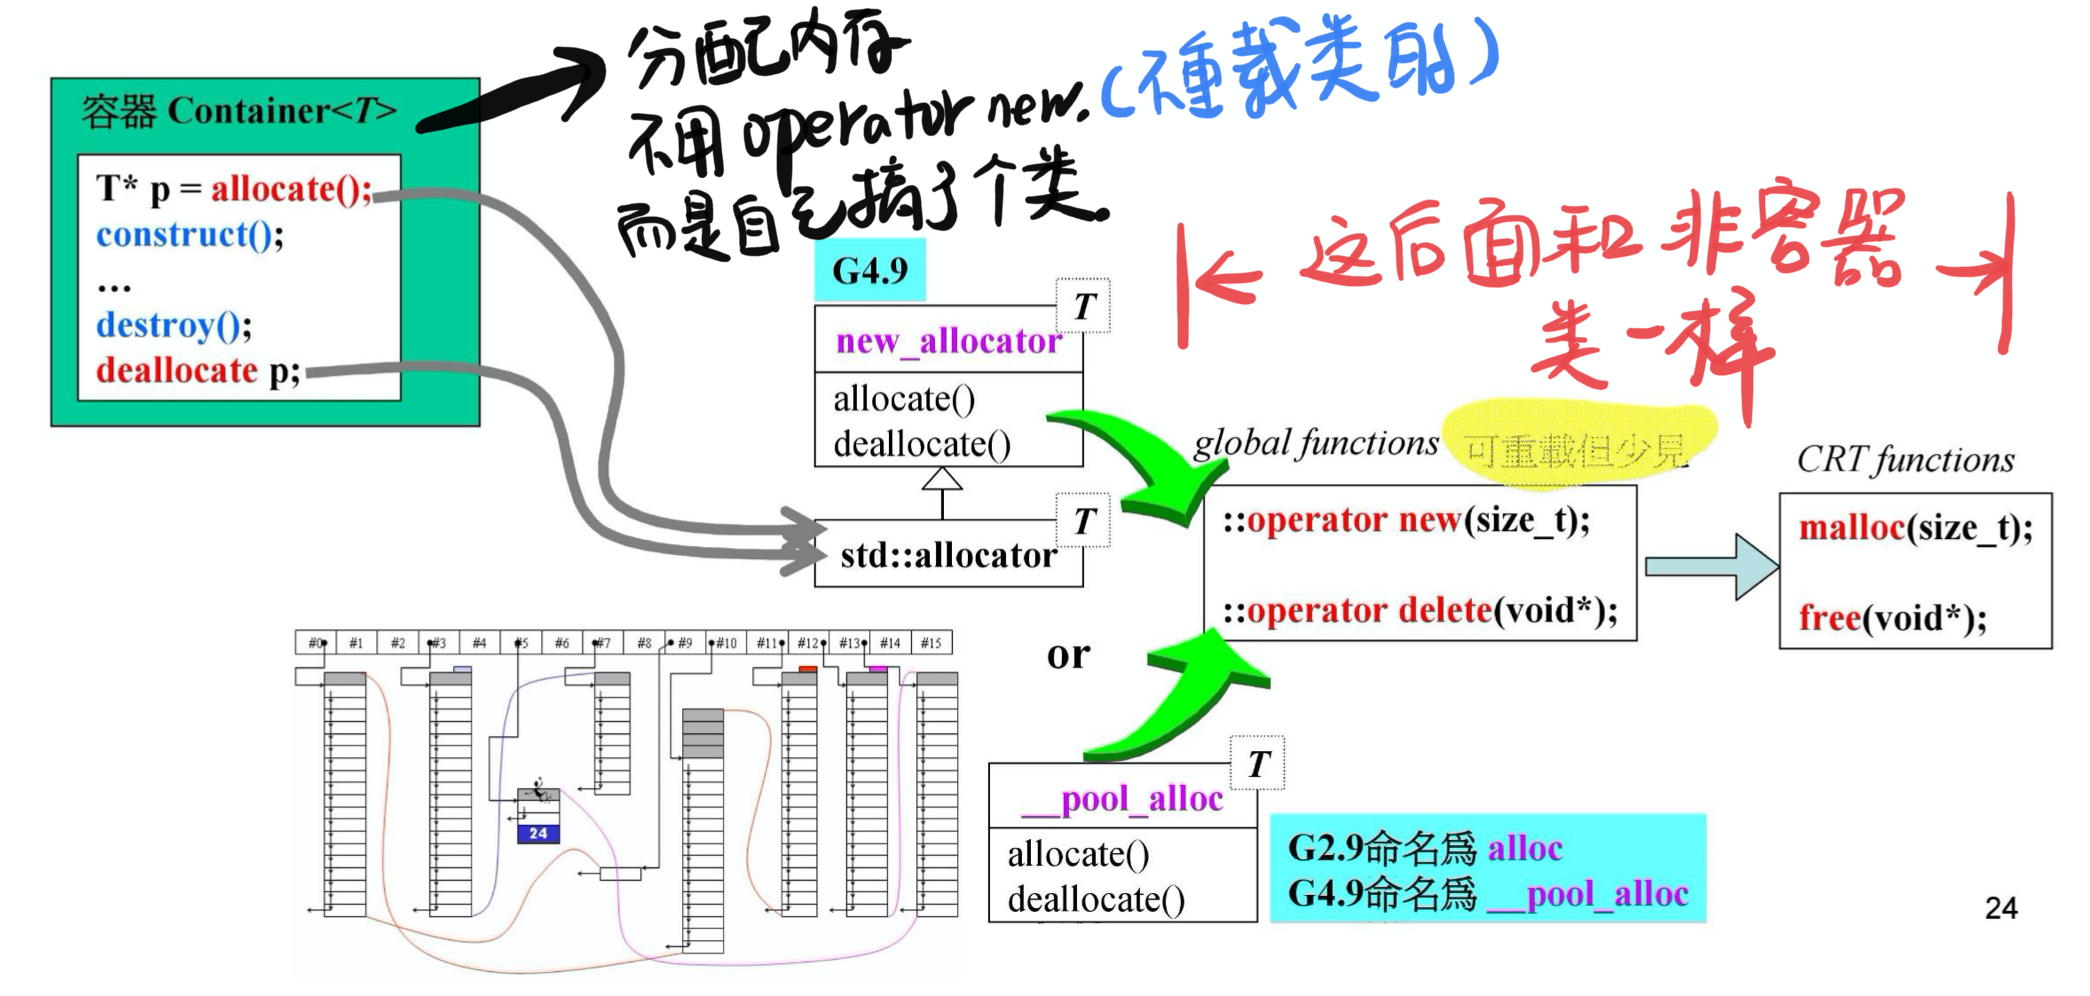 容器 Container<T>
T* p = allocate();
construct();
...
destroy();
deallocate p;
分配内存
不用 operator new.(不重载类的)
而是自己搞了个类.
G4.9
T
new_allocator
allocate()
deallocate()
T
std::allocator
这后面和非容器
类一样
global functions 可重載但少見
::operator new(size_t);
::operator delete(void*);
CRT functions
malloc(size_t);
free(void*);
#0 #1 #2 #3 #4 #5 #6 #7 #8 #9 #10 #11 #12 #13 #14 #15
24
or
T
__pool_alloc
allocate()
deallocate()
G2.9命名爲 alloc
G4.9命名爲 __pool_alloc
24